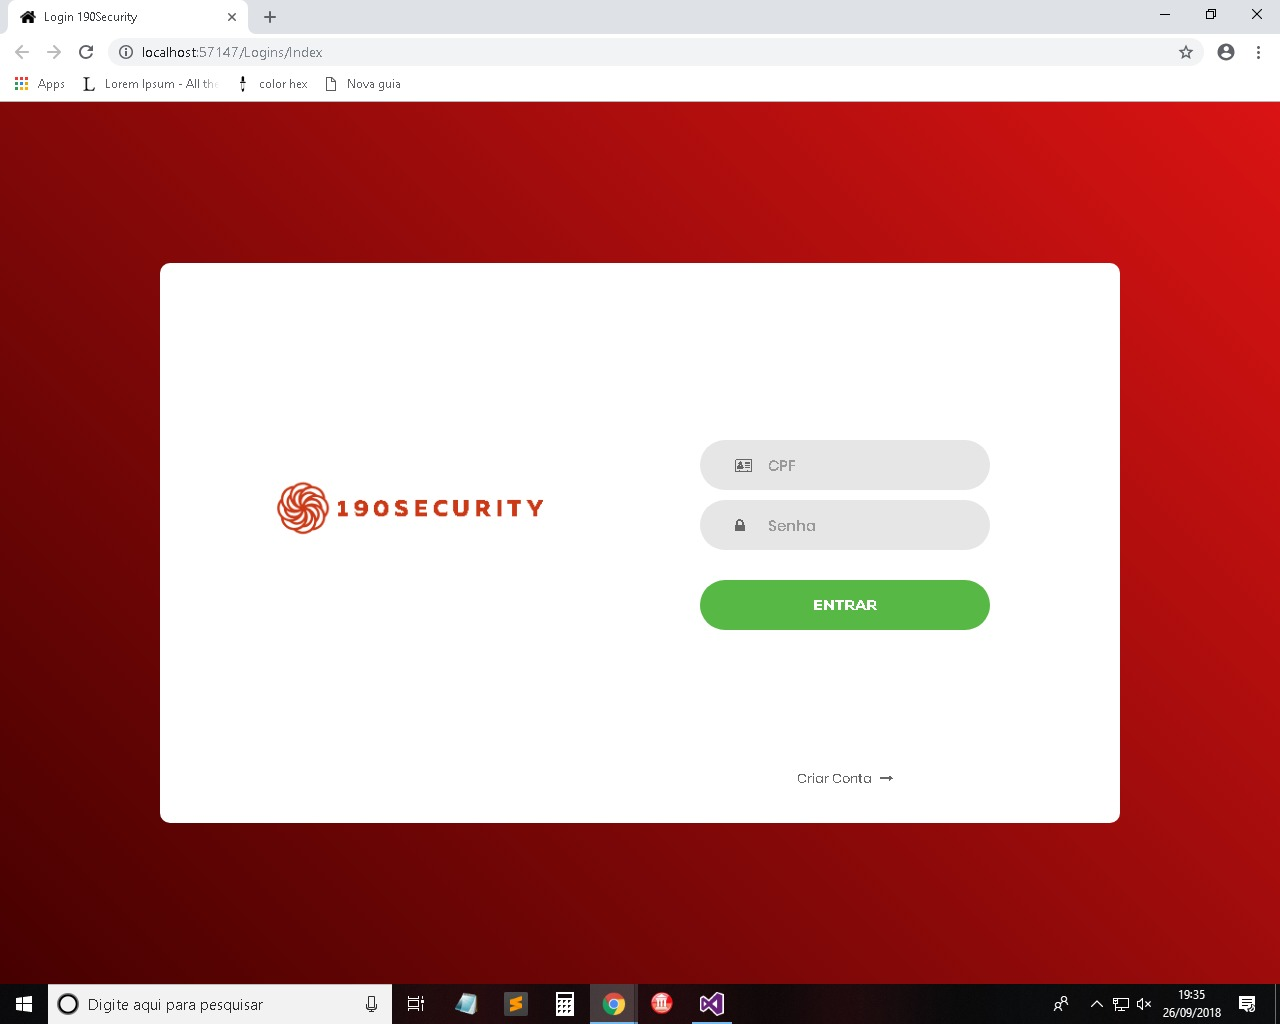 Login 190Security
localhost:57147/Logins/Index
Apps
Lorem Ipsum - All the
color hex
Nova guia
CPF
190SECURITY
Senha
ENTRAR
Criar Conta
Digite aqui para pesquisar
19:35
26/09/2018